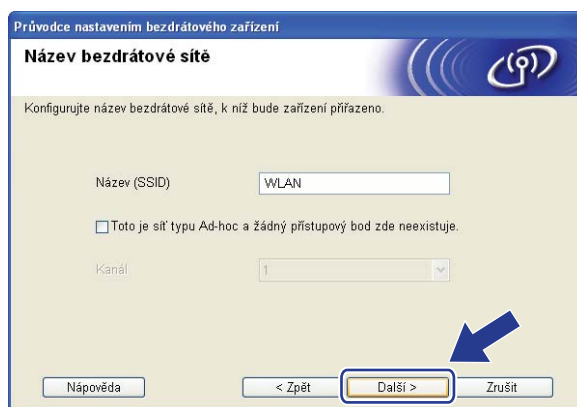 Průvodce nastavením bezdrátového zařízení
Název bezdrátové sítě
Konfigurujte název bezdrátové sítě, k níž bude zařízení přiřazeno.
Název (SSID) WLAN
Toto je síť typu Ad-hoc a žádný přístupový bod zde neexistuje.
Kanál 1
Nápověda < Zpět Další > Zrušit